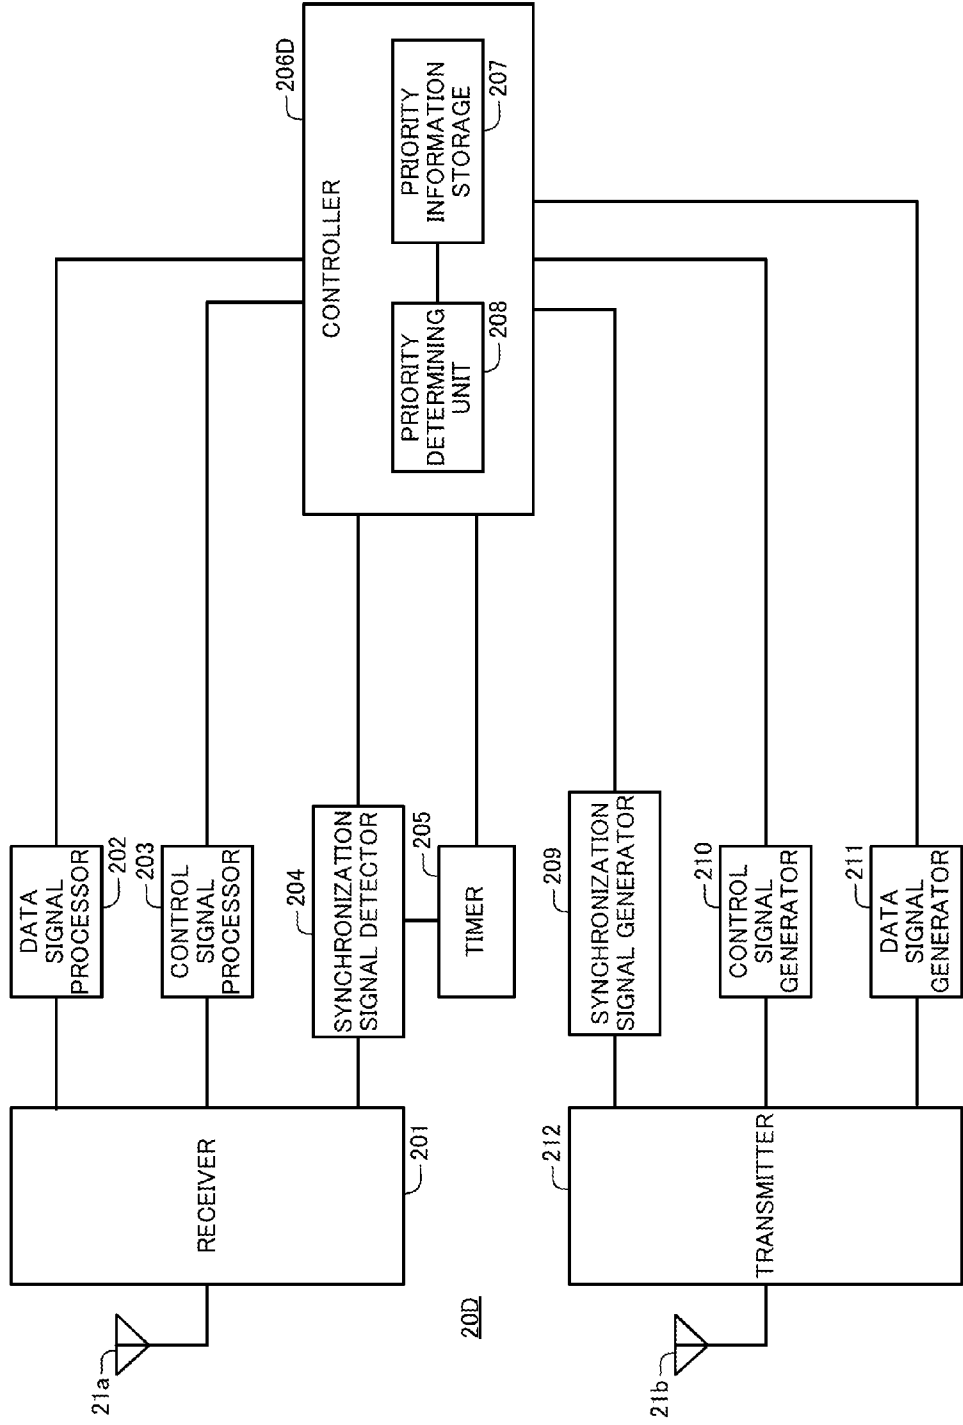 206D
CONTROLLER
PRIORITY
INFORMATION
STORAGE
207
PRIORITY
DETERMINING
UNIT
208
DATA
SIGNAL
PROCESSOR
202
CONTROL
SIGNAL
PROCESSOR
203
SYNCHRONIZATION
SIGNAL DETECTOR
204
TIMER
205
SYNCHRONIZATION
SIGNAL GENERATOR
209
CONTROL
SIGNAL
GENERATOR
210
DATA
SIGNAL
GENERATOR
211
RECEIVER
201
TRANSMITTER
212
21a
20D
21b